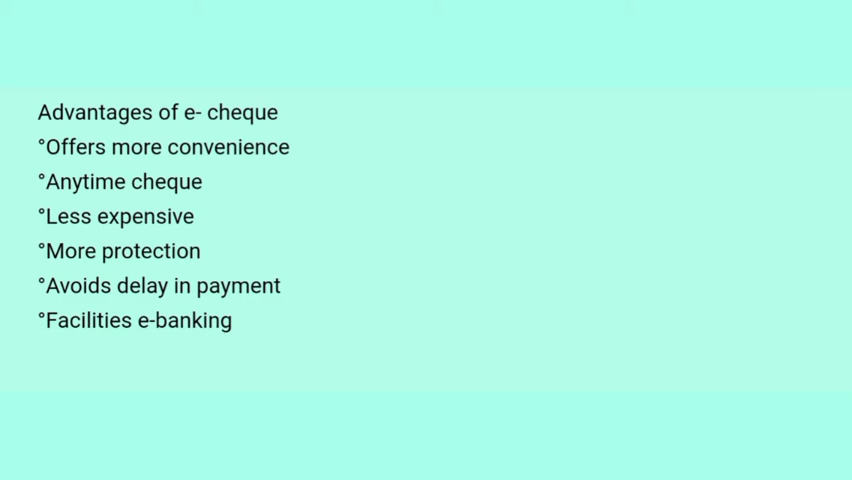 Advantages of e- cheque
°Offers more convenience
°Anytime cheque
°Less expensive
°More protection
°Avoids delay in payment
°Facilities e-banking